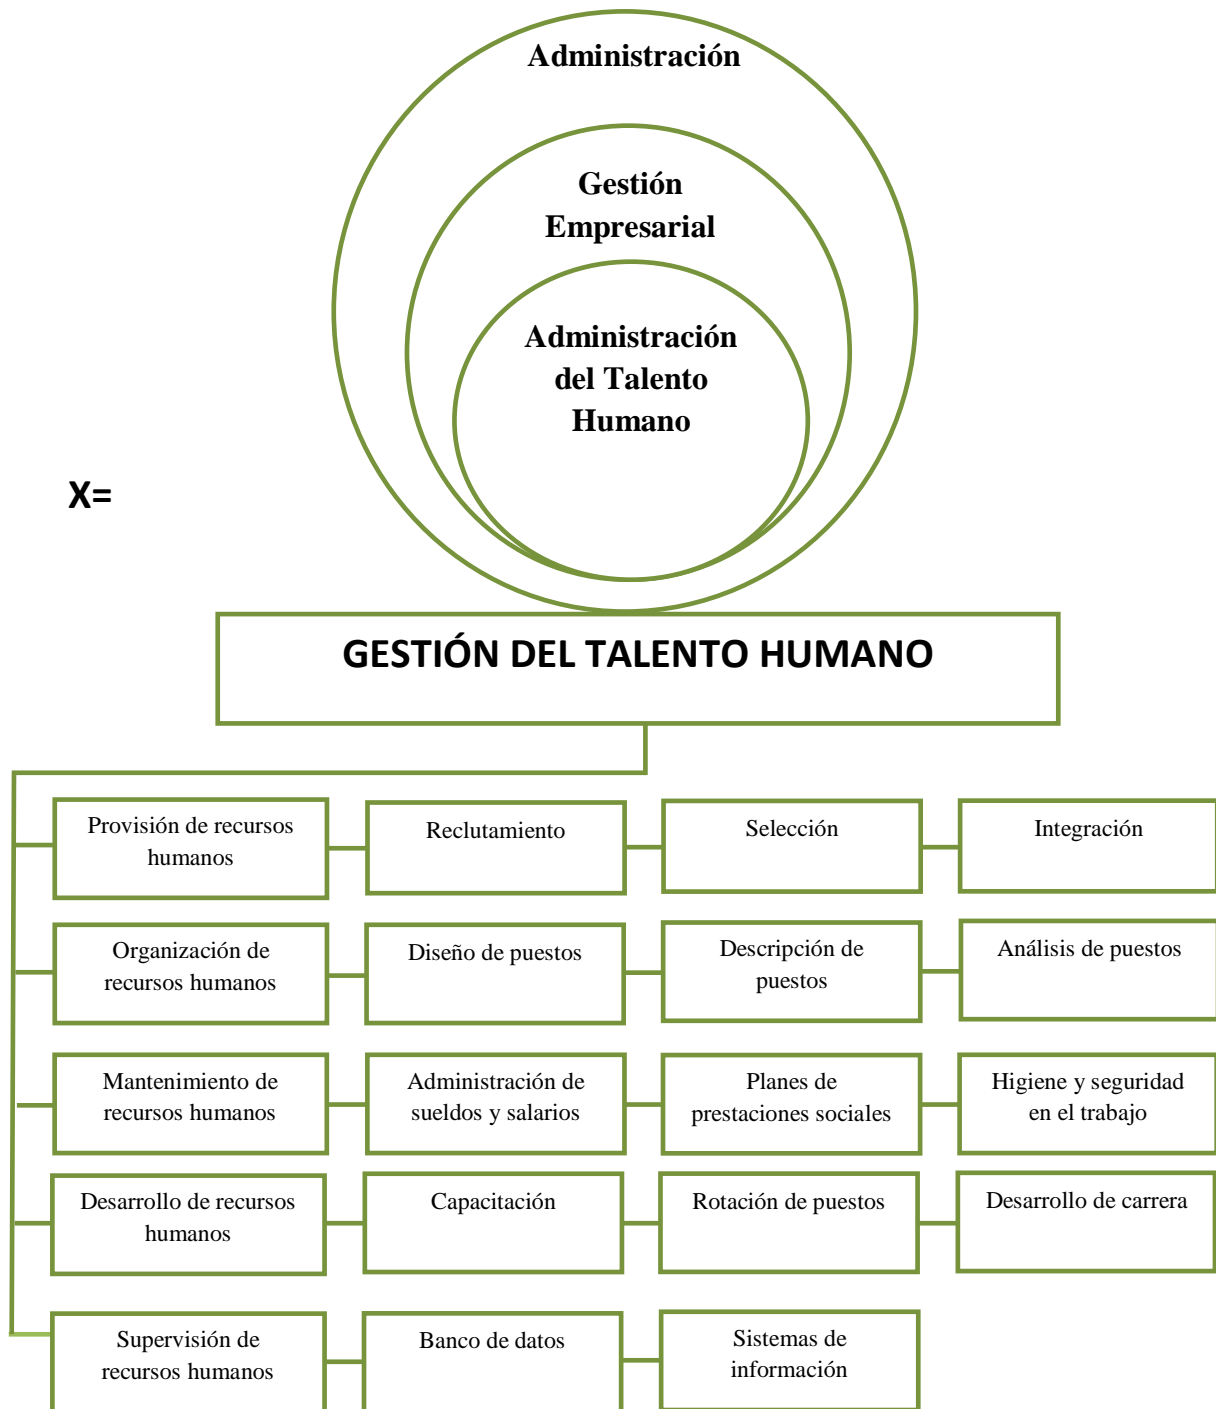 Administración
Gestión
Empresarial
Administración
del Talento
Humano
X=
GESTIÓN DEL TALENTO HUMANO
Provisión de recursos
humanos
Reclutamiento
Selección
Integración
Organización de
recursos humanos
Diseño de puestos
Descripción de
puestos
Análisis de puestos
Mantenimiento de
recursos humanos
Administración de
sueldos y salarios
Planes de
prestaciones sociales
Higiene y seguridad
en el trabajo
Desarrollo de recursos
humanos
Capacitación
Rotación de puestos
Desarrollo de carrera
Supervisión de
recursos humanos
Banco de datos
Sistemas de
información